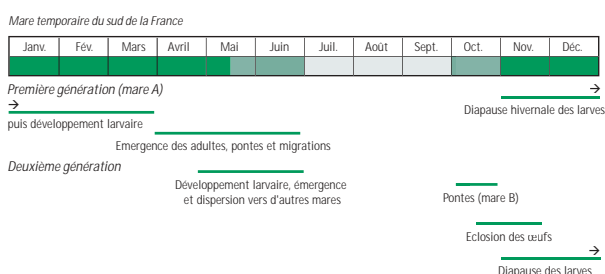 Mare temporaire du sud de la France
Janv. Fév. Mars Avril Mai Juin Juil. Août Sept. Oct. Nov. Déc.
Première génération (mare A)
→ →
puis développement larvaire
Diapause hivernale des larves
Emergence des adultes, pontes et migrations
Deuxième génération
Développement larvaire, émergence
et dispersion vers d'autres mares
Pontes (mare B)
Eclosion des œufs
→
Diapause des larves